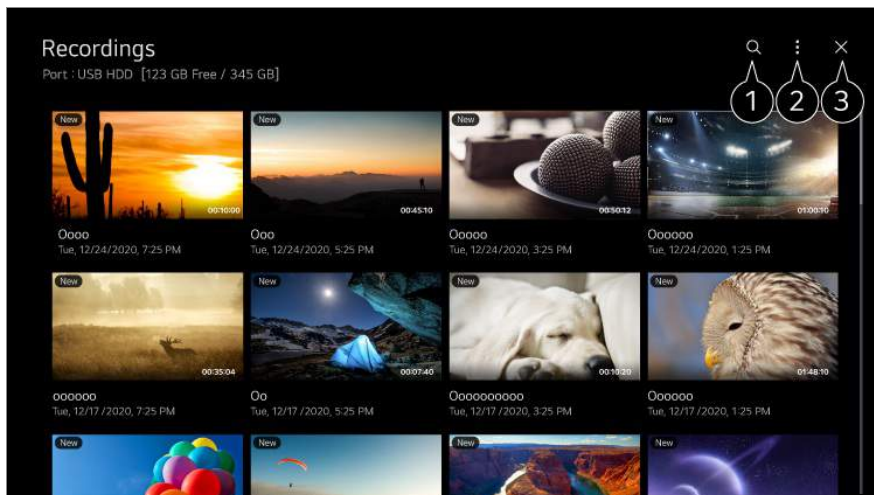 Recordings
Port : USB HDD [123 GB Free / 345 GB]
1 2 3
New New New New
00:10:00 00:45:10 00:50:12 01:00:10
Oooo Ooo Ooooo Oooooo
Tue, 12/24/2020, 7:25 PM Tue, 12/24/2020, 5:25 PM Tue, 12/24/2020, 3:25 PM Tue, 12/24/2020, 1:25 PM
New New New New
00:35:04 00:07:40 00:10:20 01:48:10
oooooo Oo Oooooooooo Oooooo
Tue, 12/17 /2020, 7:25 PM Tue, 12/17 /2020, 5:25 PM Tue, 12/17 /2020, 3:25 PM Tue, 12/17 /2020, 1:25 PM
New New New New